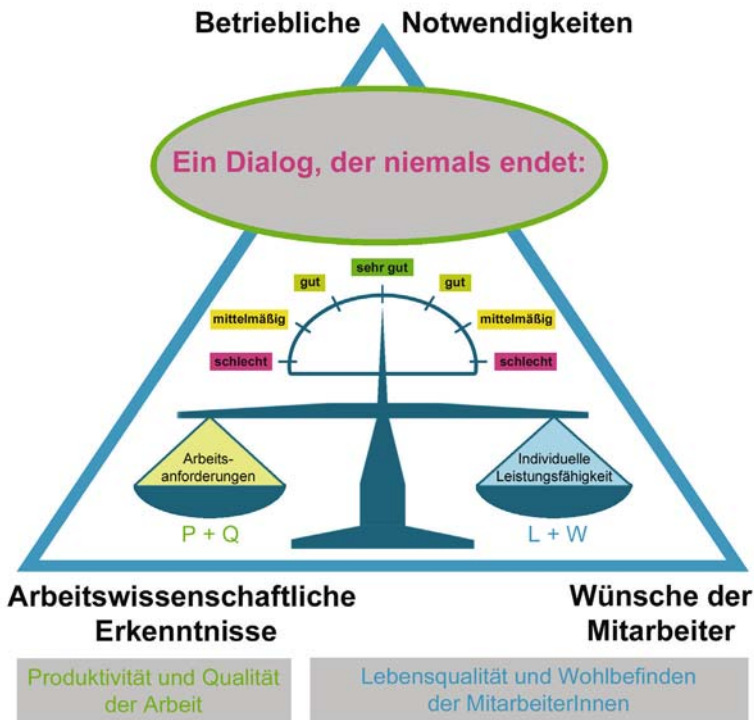 Betriebliche Notwendigkeiten
Ein Dialog, der niemals endet:
sehr gut
gut
gut
mittelmäßig
mittelmäßig
schlecht
schlecht
Arbeits-
anforderungen
Individuelle
Leistungsfähigkeit
P + Q
L + W
Arbeitswissenschaftliche
Erkenntnisse
Wünsche der
Mitarbeiter
Produktivität und Qualität
der Arbeit
Lebensqualität und Wohlbefinden
der MitarbeiterInnen